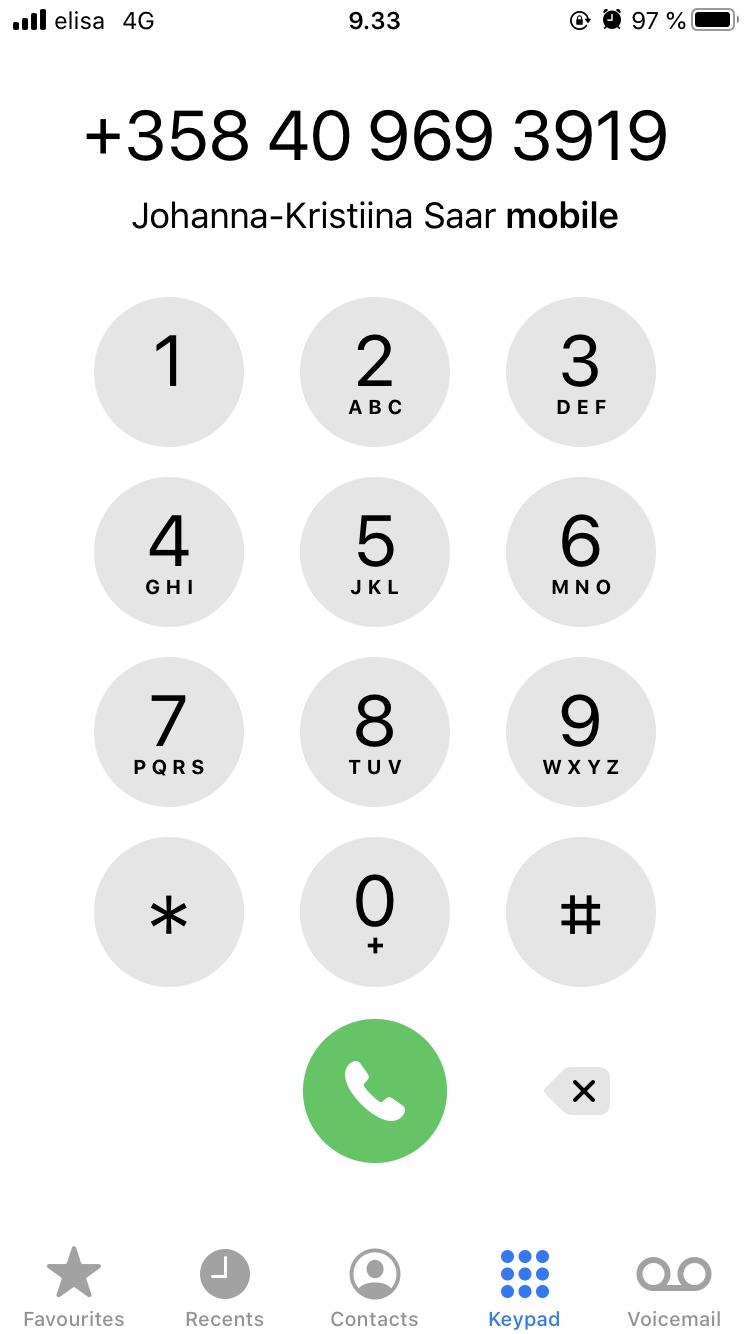 elisa 4G 9.33 97 %
+358 40 969 3919
Johanna-Kristiina Saar mobile
1 2 3
ABC DEF
4 5 6
GHI JKL MNO
7 8 9
PQRS TUV WXYZ
* 0 #
+
Favourites Recents Contacts Keypad Voicemail